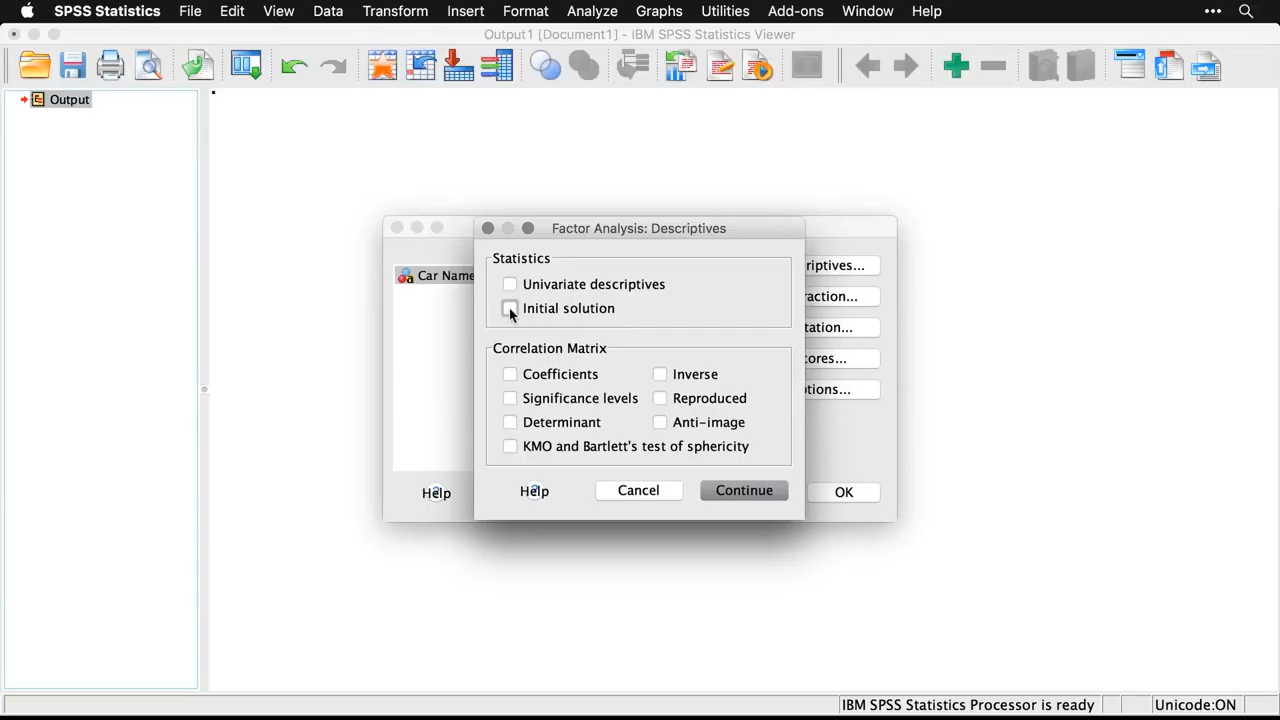 SPSS Statistics File Edit View Data Transform Insert Format Analyze Graphs Utilities Add-ons Window Help
Output1 [Document1] - IBM SPSS Statistics Viewer
Output
Factor Analysis: Descriptives
Statistics
Univariate descriptives
Initial solution
Correlation Matrix
Coefficients Inverse
Significance levels Reproduced
Determinant Anti-image
KMO and Bartlett's test of sphericity
Help Cancel Continue
Car Name
riptives...
action...
tation...
ores...
tions...
Help OK
IBM SPSS Statistics Processor is ready Unicode:ON